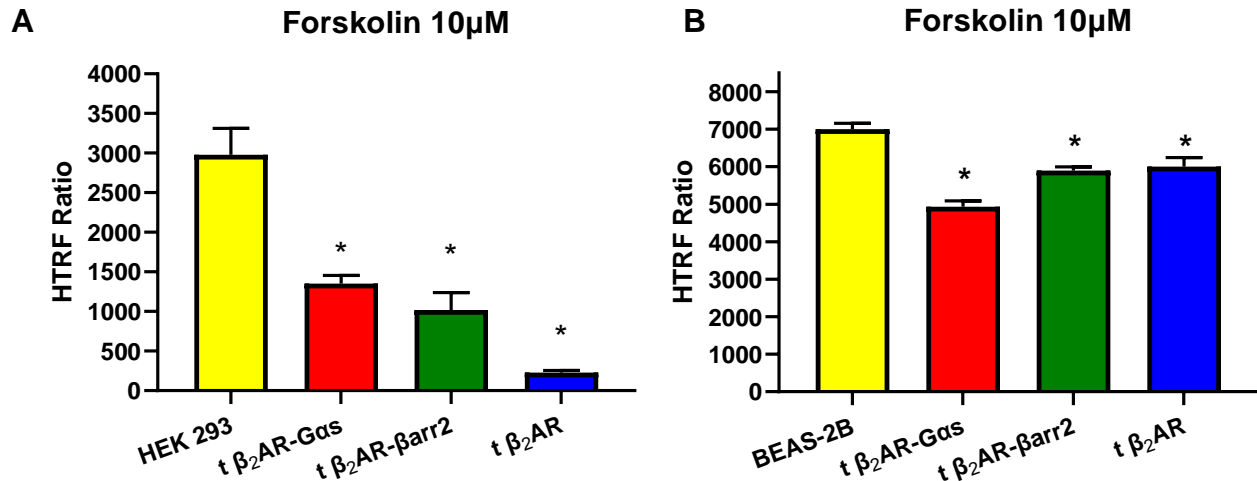 A
Forskolin 10µM
HTRF Ratio
4000
3500
3000
2500
2000
1500
1000
500
0
*
*
*
HEK 293
t β₂AR-Gαs
t β₂AR-βarr2
t β₂AR
B
Forskolin 10µM
HTRF Ratio
8000
7000
6000
5000
4000
3000
2000
1000
0
*
*
*
BEAS-2B
t β₂AR-Gαs
t β₂AR-βarr2
t β₂AR